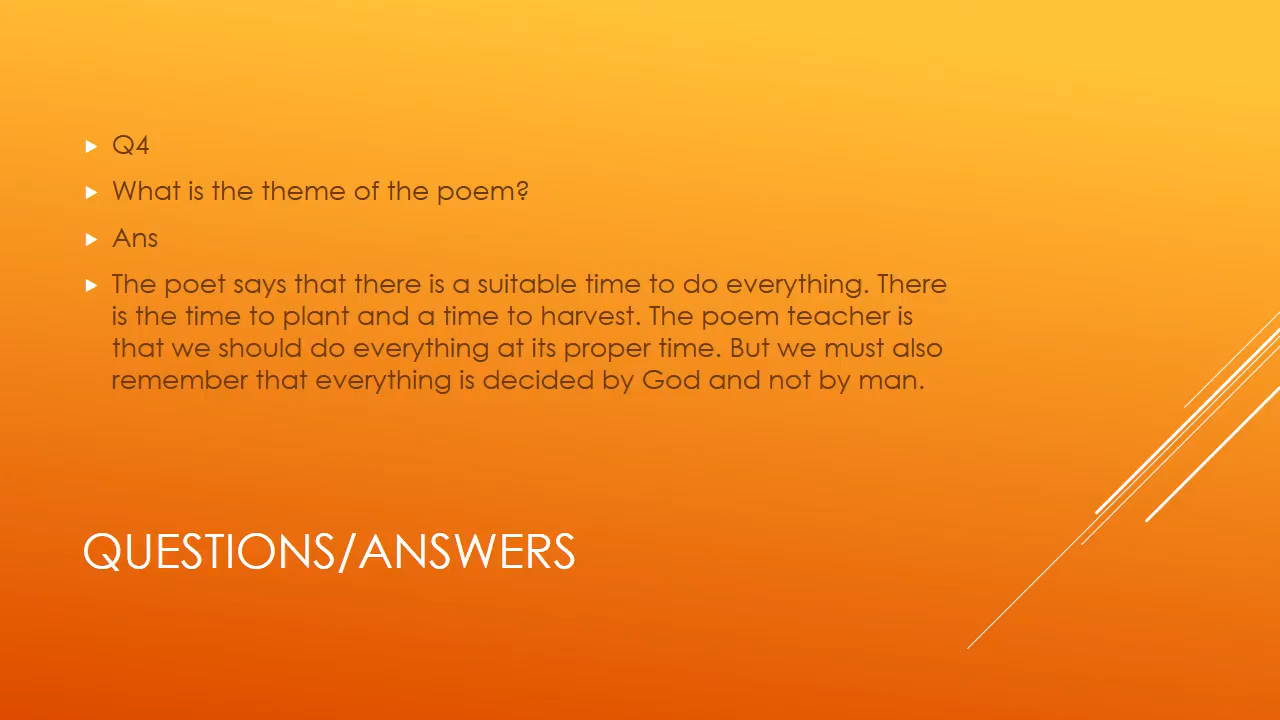 Q4
What is the theme of the poem?
Ans
The poet says that there is a suitable time to do everything. There
is the time to plant and a time to harvest. The poem teacher is
that we should do everything at its proper time. But we must also
remember that everything is decided by God and not by man.
QUESTIONS/ANSWERS